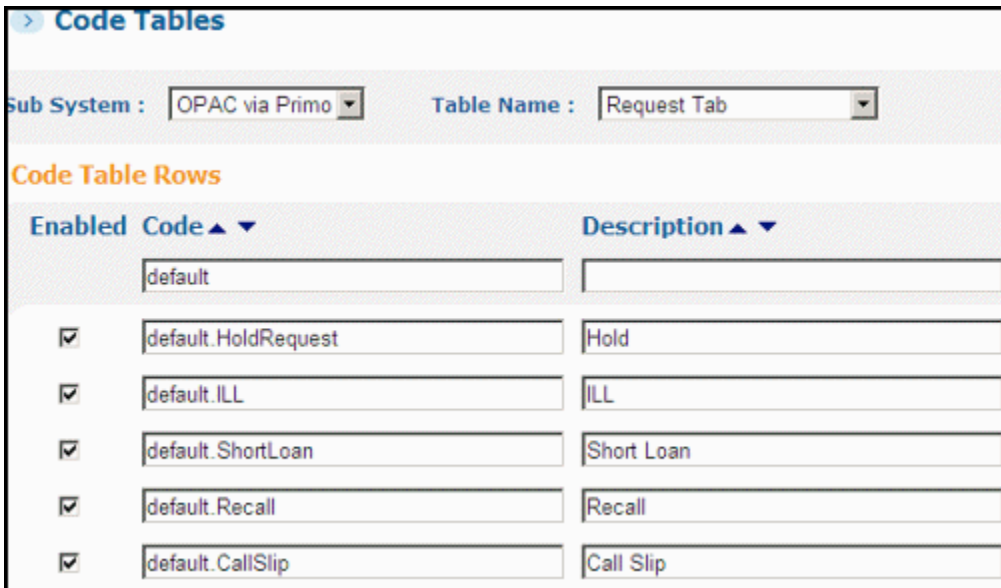 Code Tables
Sub System : OPAC via Primo Table Name : Request Tab
Code Table Rows
Enabled Code Description
default
default.HoldRequest Hold
default.ILL ILL
default.ShortLoan Short Loan
default.Recall Recall
default.CallSlip Call Slip